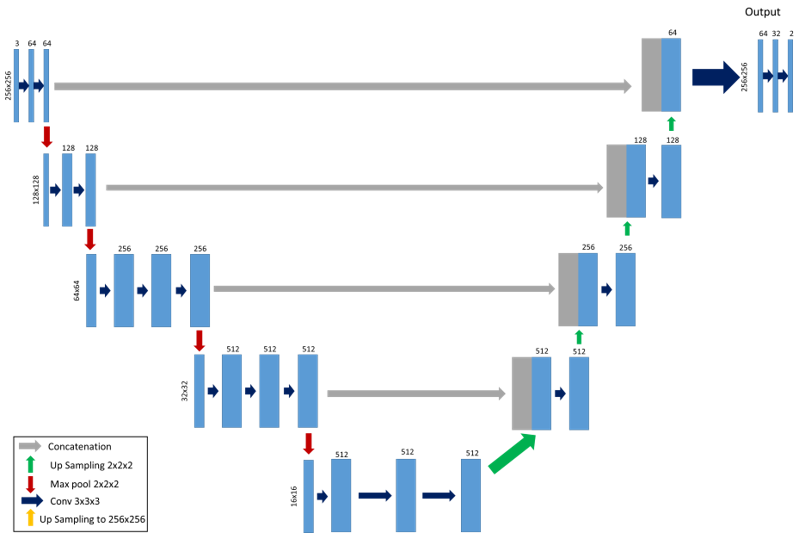 Output
3 64 64
64
64 32 2
256x256
256x256
128 128
128 128
128x128
256 256 256
256 256
64x64
512 512 512
512 512
32x32
512 512 512
16x16
Concatenation
Up Sampling 2x2x2
Max pool 2x2x2
Conv 3x3x3
Up Sampling to 256x256